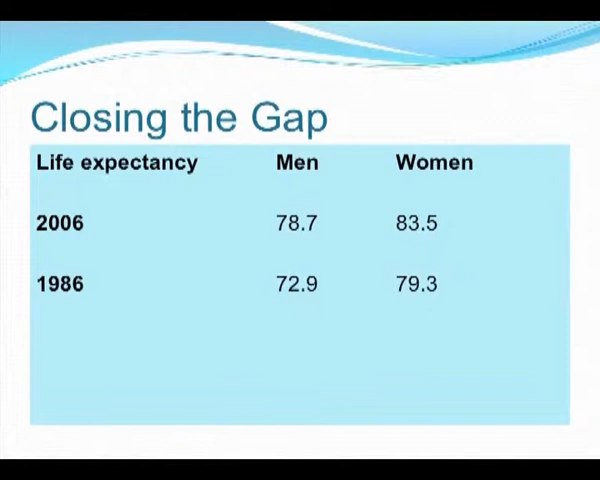 Closing the Gap
Life expectancy Men Women
2006 78.7 83.5
1986 72.9 79.3